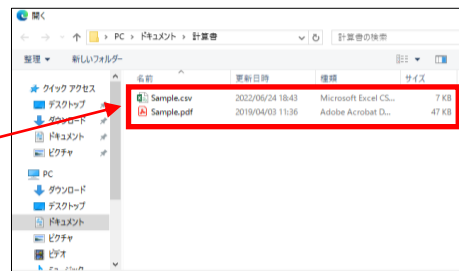 開く
PC › ドキュメント › 計算書
計算書の検索
整理 新しいフォルダー
名前 更新日時 種類 サイズ
Sample.csv 2022/06/24 18:43 Microsoft Excel CS... 7 KB
Sample.pdf 2019/04/03 11:36 Adobe Acrobat D... 47 KB
クイック アクセス
デスクトップ
ダウンロード
ドキュメント
ピクチャ
PC
ダウンロード
デスクトップ
ドキュメント
ピクチャ
ビデオ